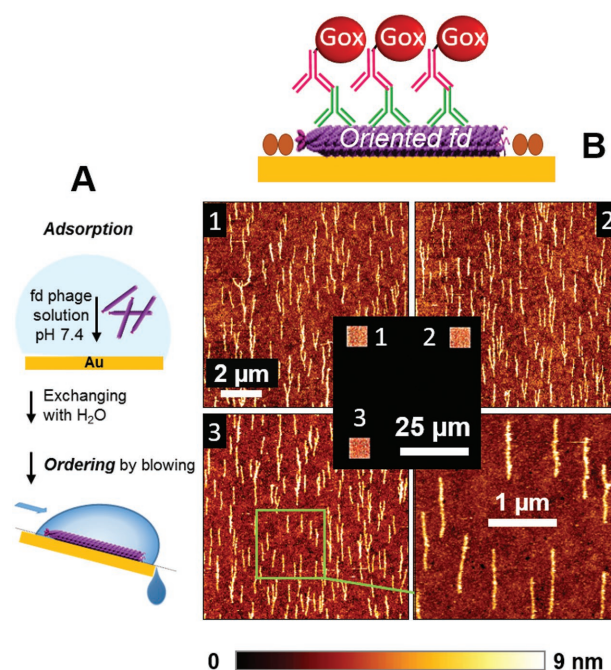 Gox Gox Gox
Oriented fd
B
A
Adsorption
fd phage
solution
pH 7.4
Au
Exchanging
with H₂O
Ordering by blowing
1
2
2 µm
1
2
3
25 µm
3
1 µm
0
9 nm